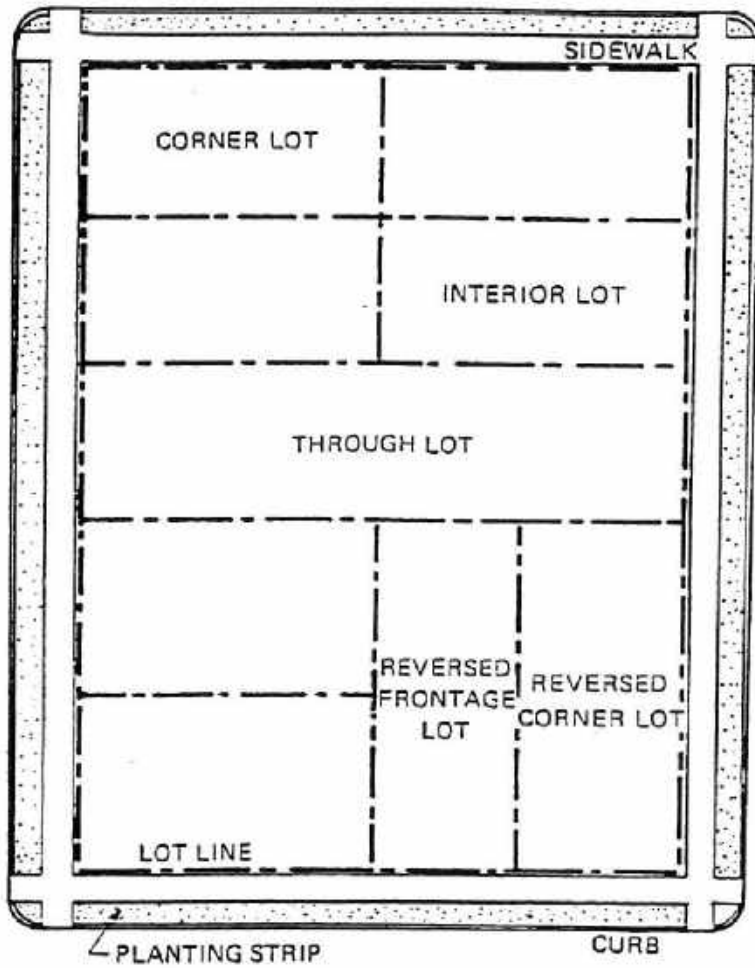 SIDEWALK
CORNER LOT
INTERIOR LOT
THROUGH LOT
REVERSED
FRONTAGE
LOT
REVERSED
CORNER LOT
LOT LINE
PLANTING STRIP
CURB